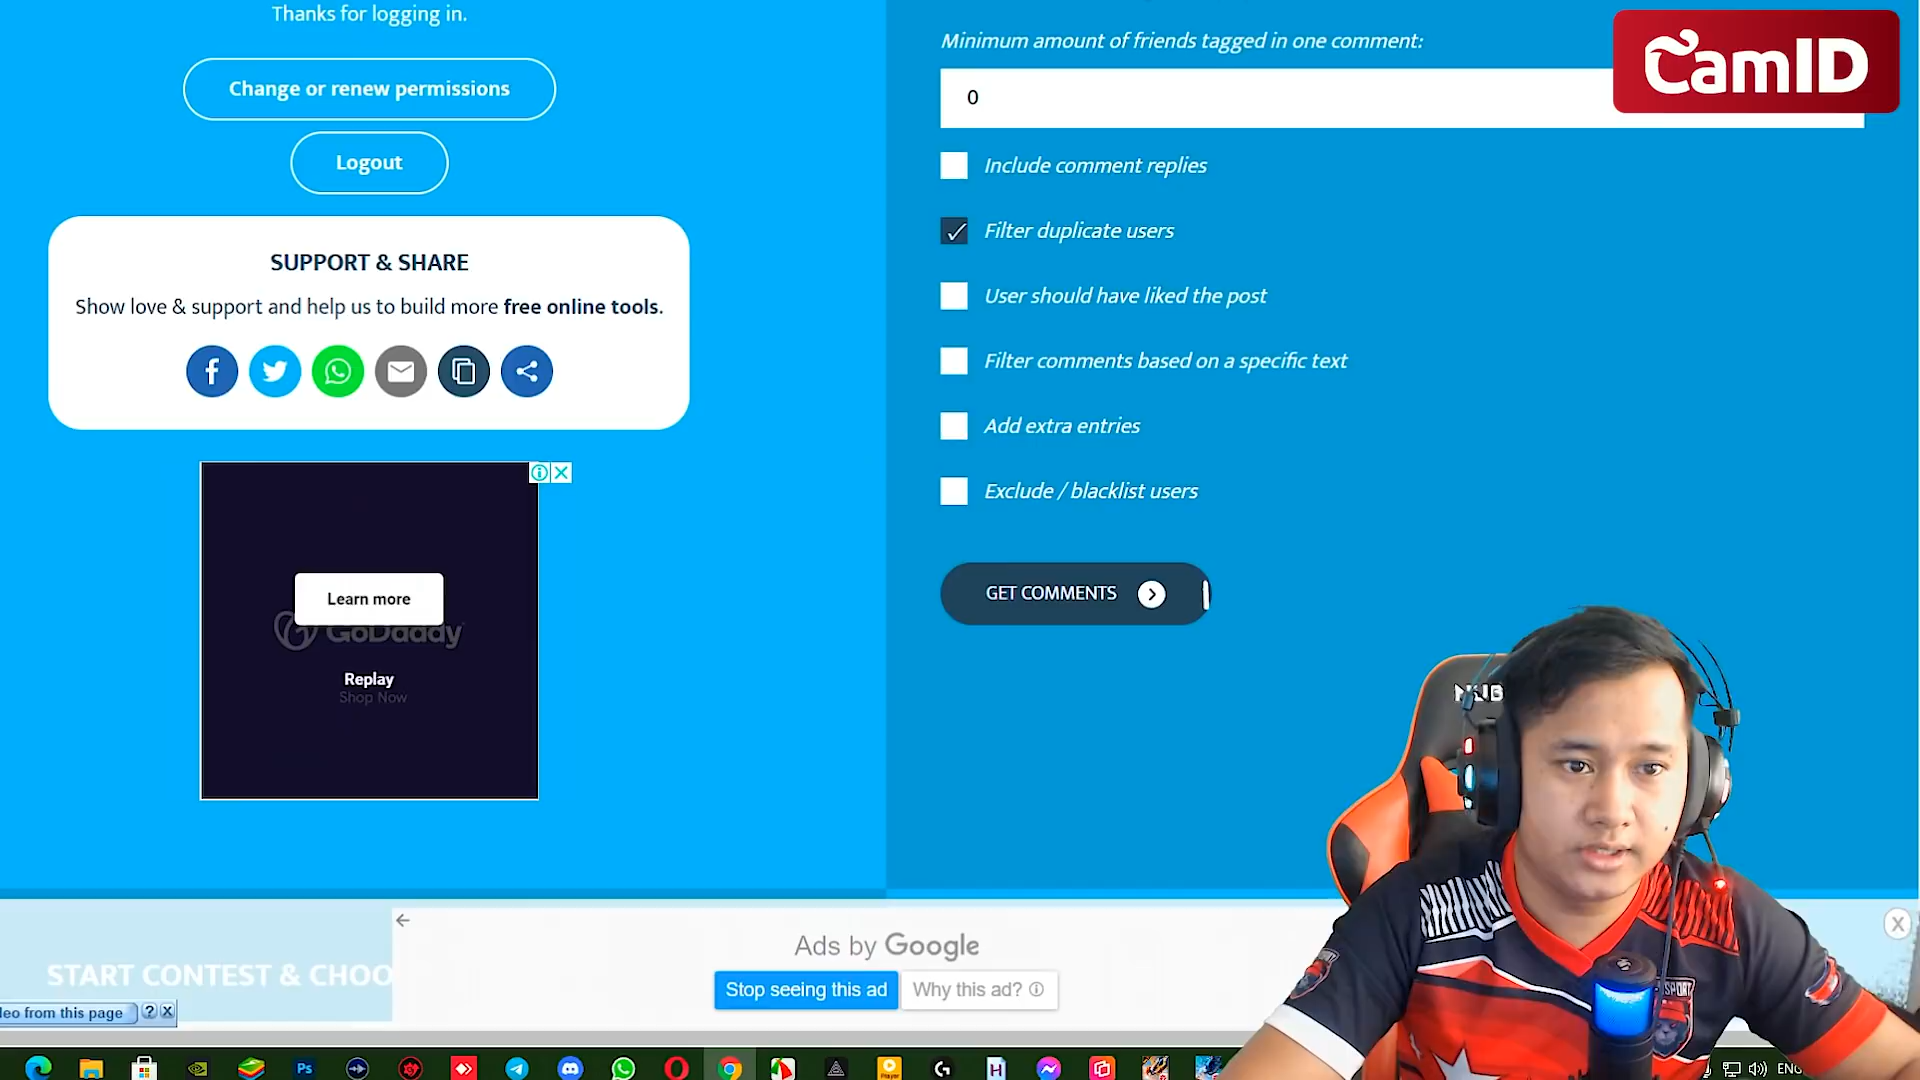 Thanks for logging in.
Change or renew permissions
Logout
SUPPORT & SHARE
Show love & support and help us to build more free online tools.
Learn more
GoDaddy
Replay
Shop Now
Minimum amount of friends tagged in one comment:
0
Include comment replies
Filter duplicate users
User should have liked the post
Filter comments based on a specific text
Add extra entries
Exclude / blacklist users
GET COMMENTS
CamID
START CONTEST & CHOO
Ads by Google
Stop seeing this ad
Why this ad?
X
deo from this page
? X
Ps
Player
H
ENG